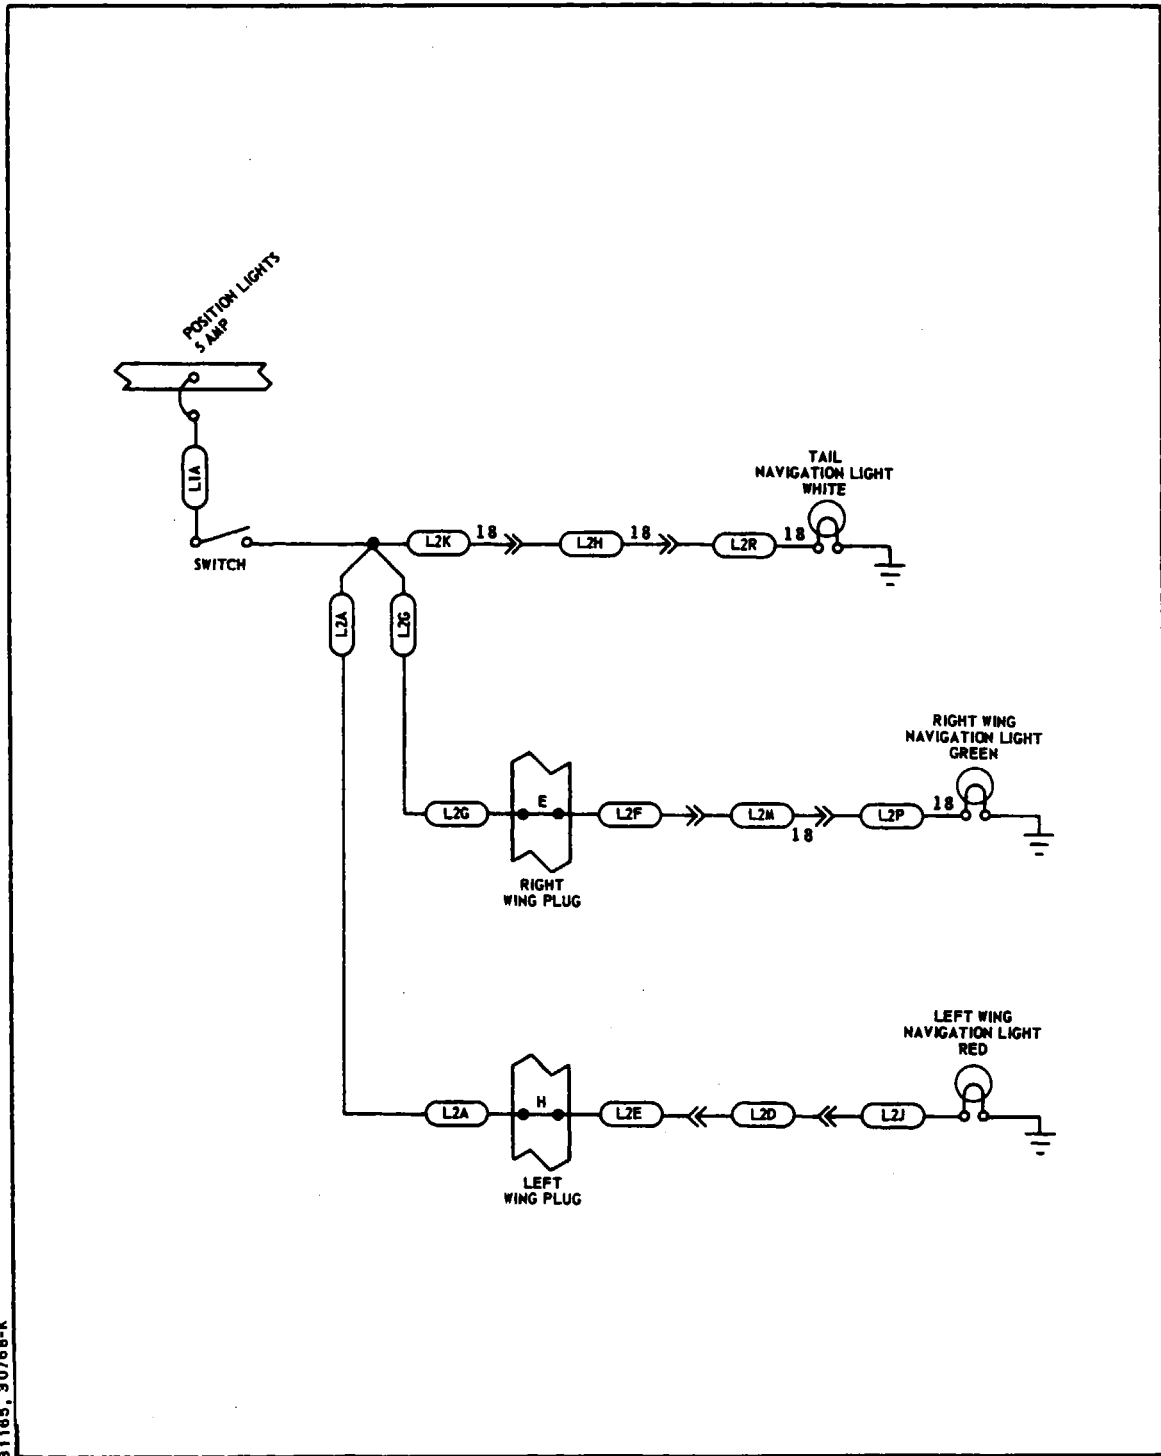 POSITION LIGHTS
5 AMP
L1A
SWITCH
L2K
18
L2H
18
L2R
18
TAIL
NAVIGATION LIGHT
WHITE
L2A
L2G
RIGHT WING
NAVIGATION LIGHT
GREEN
L2G
E
L2F
L2M
18
L2P
18
RIGHT
WING PLUG
LEFT WING
NAVIGATION LIGHT
RED
L2A
H
L2E
L2D
L2J
LEFT
WING PLUG